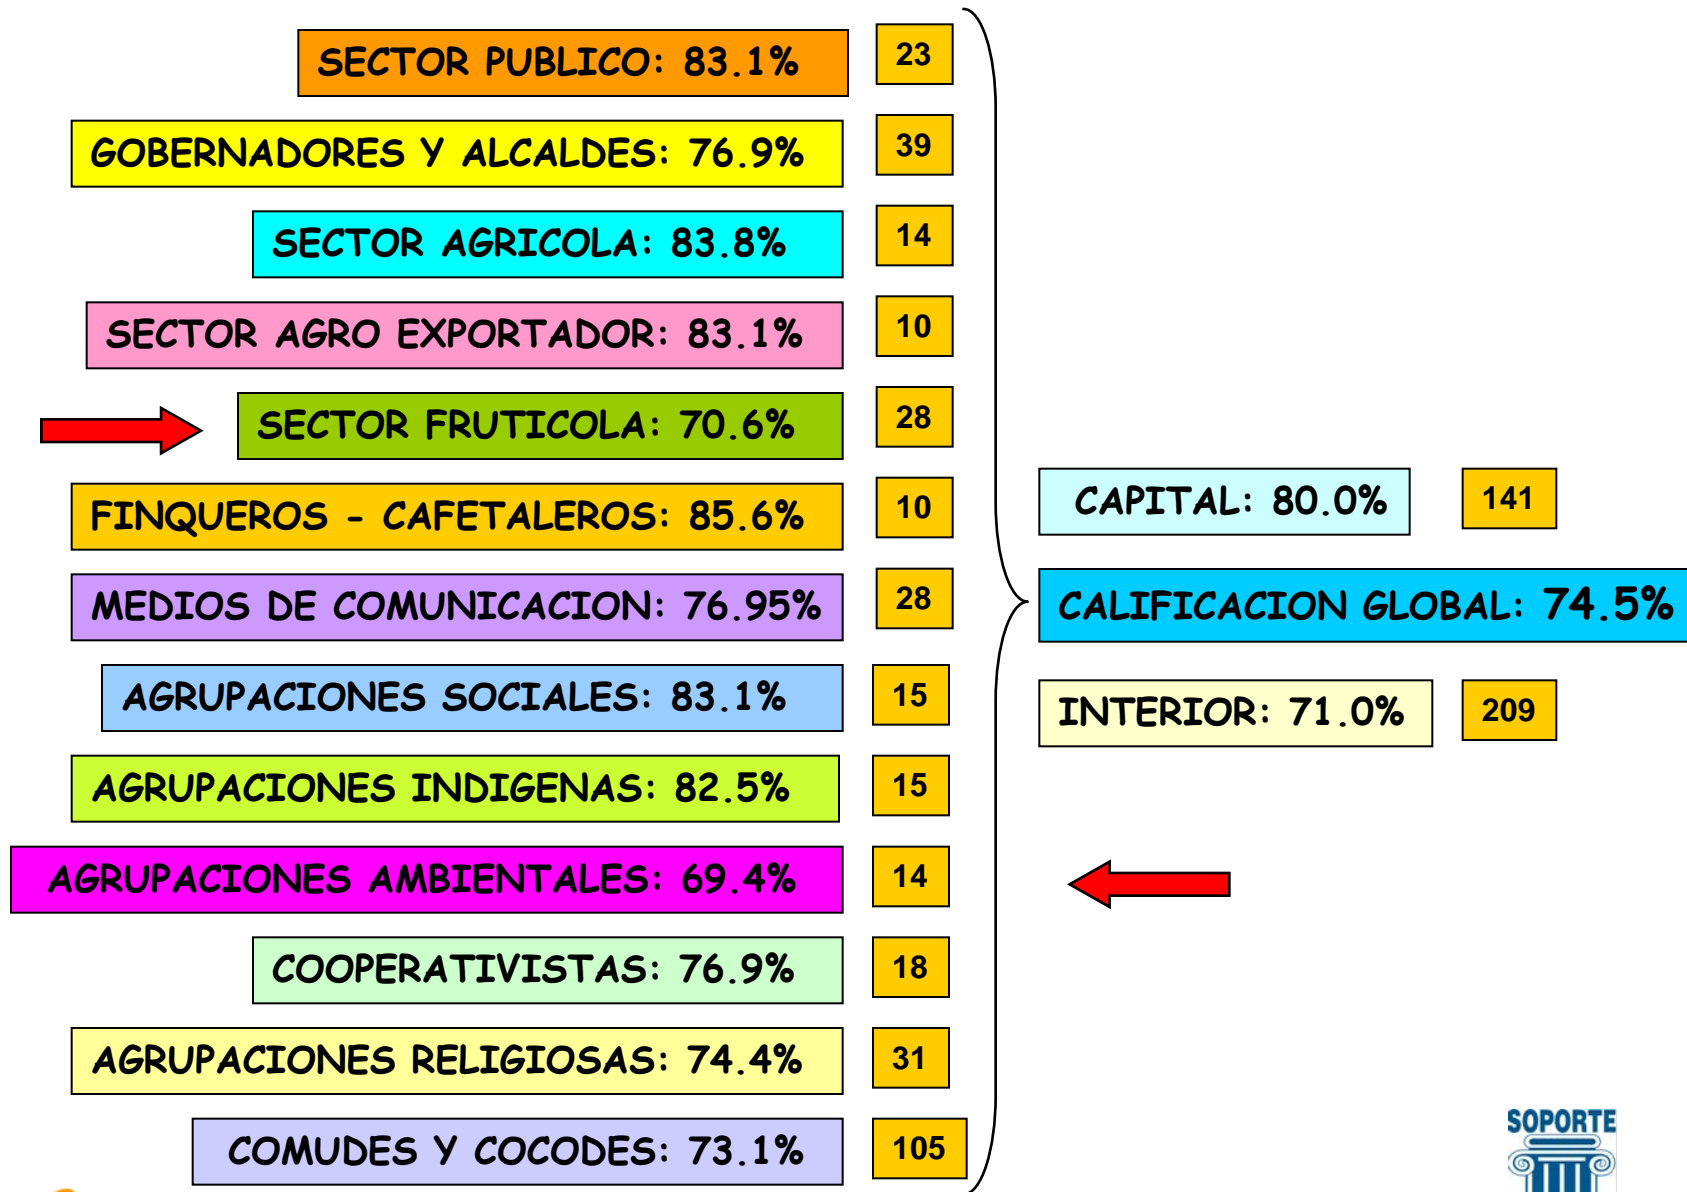 SECTOR PUBLICO: 83.1% 23
GOBERNADORES Y ALCALDES: 76.9% 39
SECTOR AGRICOLA: 83.8% 14
SECTOR AGRO EXPORTADOR: 83.1% 10
SECTOR FRUTICOLA: 70.6% 28
FINQUEROS - CAFETALEROS: 85.6% 10
MEDIOS DE COMUNICACION: 76.95% 28
AGRUPACIONES SOCIALES: 83.1% 15
AGRUPACIONES INDIGENAS: 82.5% 15
AGRUPACIONES AMBIENTALES: 69.4% 14
COOPERATIVISTAS: 76.9% 18
AGRUPACIONES RELIGIOSAS: 74.4% 31
COMUDES Y COCODES: 73.1% 105
CAPITAL: 80.0% 141
CALIFICACION GLOBAL: 74.5%
INTERIOR: 71.0% 209
SOPORTE